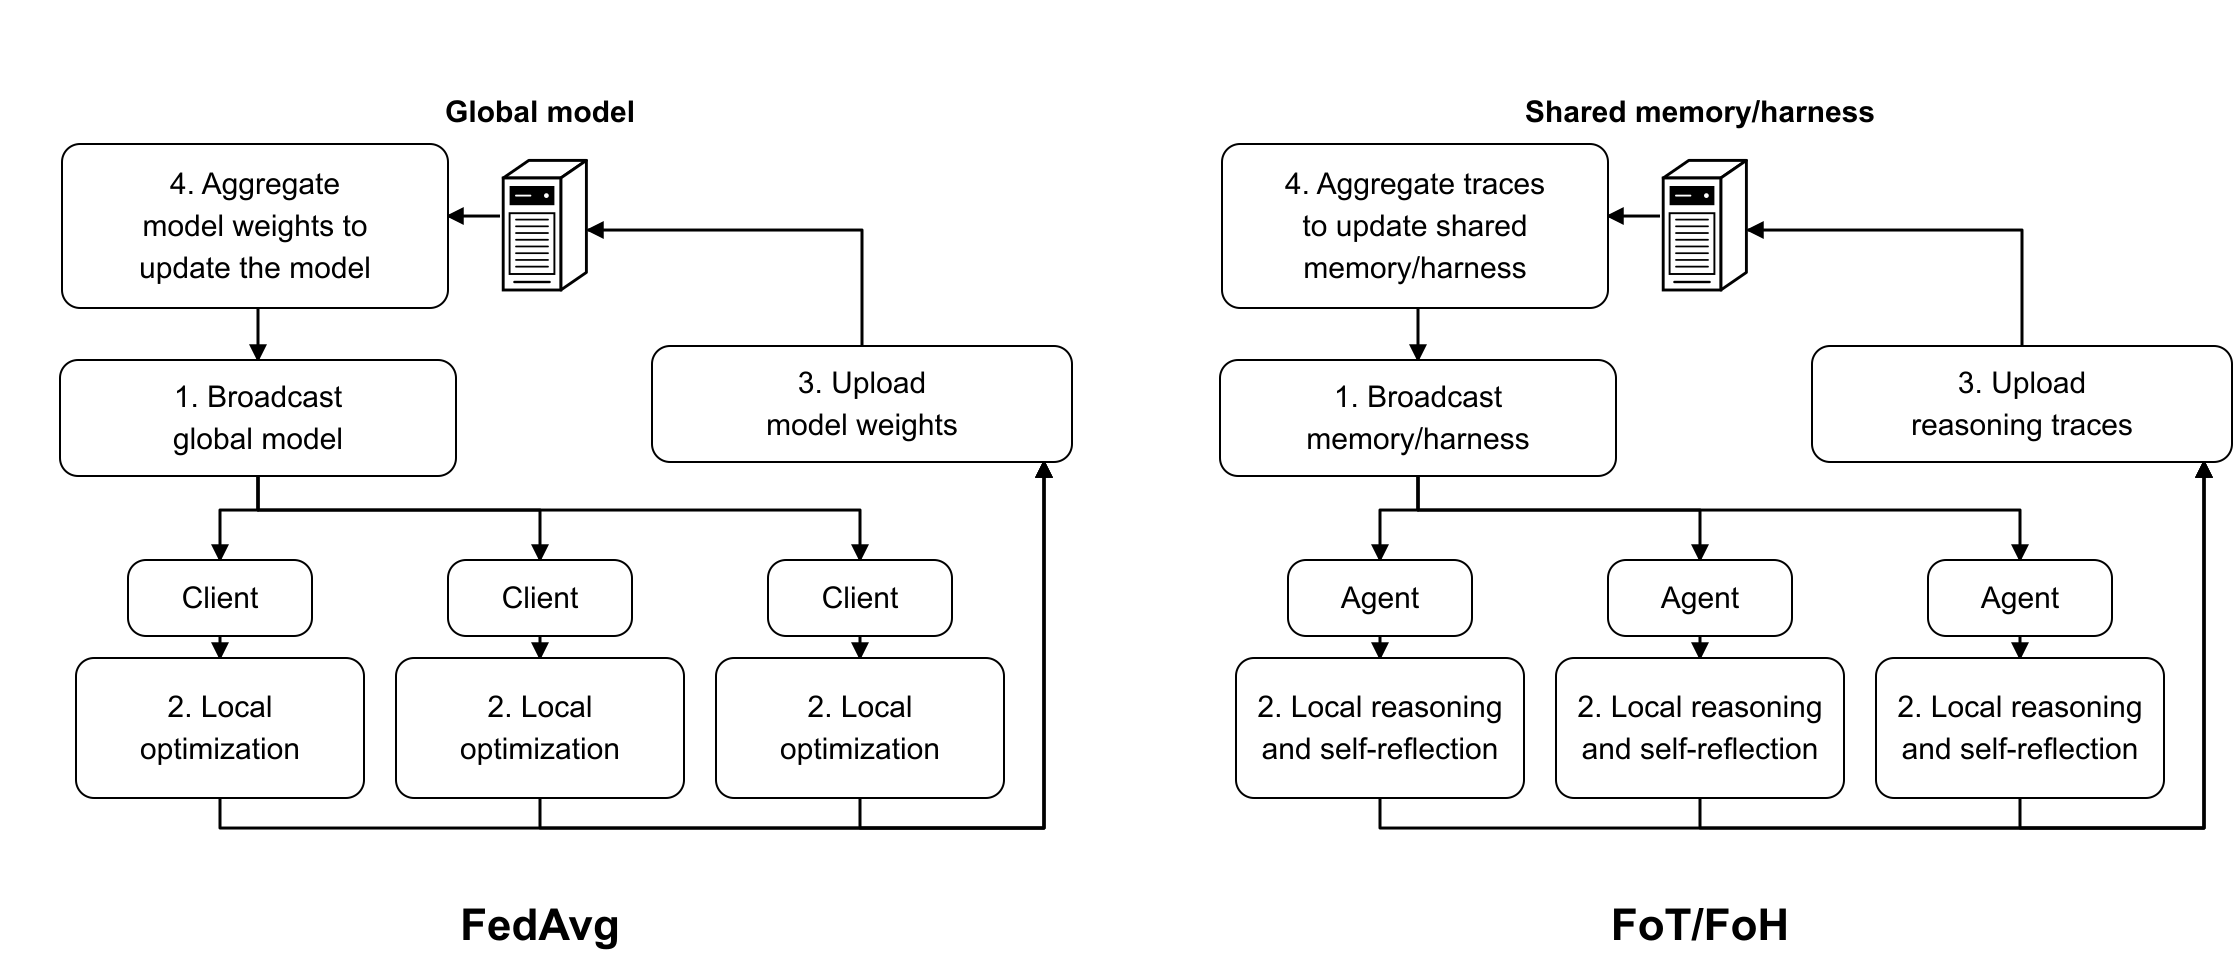 Global model
4. Aggregate
model weights to
update the model
1. Broadcast
global model
3. Upload
model weights
Client
Client
Client
2. Local
optimization
2. Local
optimization
2. Local
optimization
FedAvg
Shared memory/harness
4. Aggregate traces
to update shared
memory/harness
1. Broadcast
memory/harness
3. Upload
reasoning traces
Agent
Agent
Agent
2. Local reasoning
and self-reflection
2. Local reasoning
and self-reflection
2. Local reasoning
and self-reflection
FoT/FoH